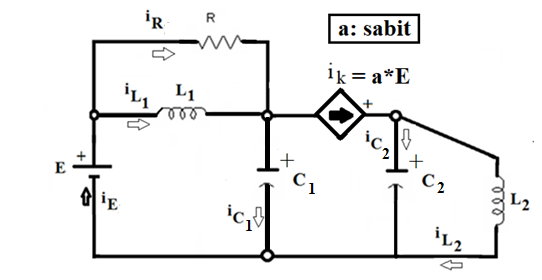 iR R
a: sabit
ik = a*E
iL1 L1
+
iC2
+
E
+
C1
+
C2
L2
iE
iC1
iL2